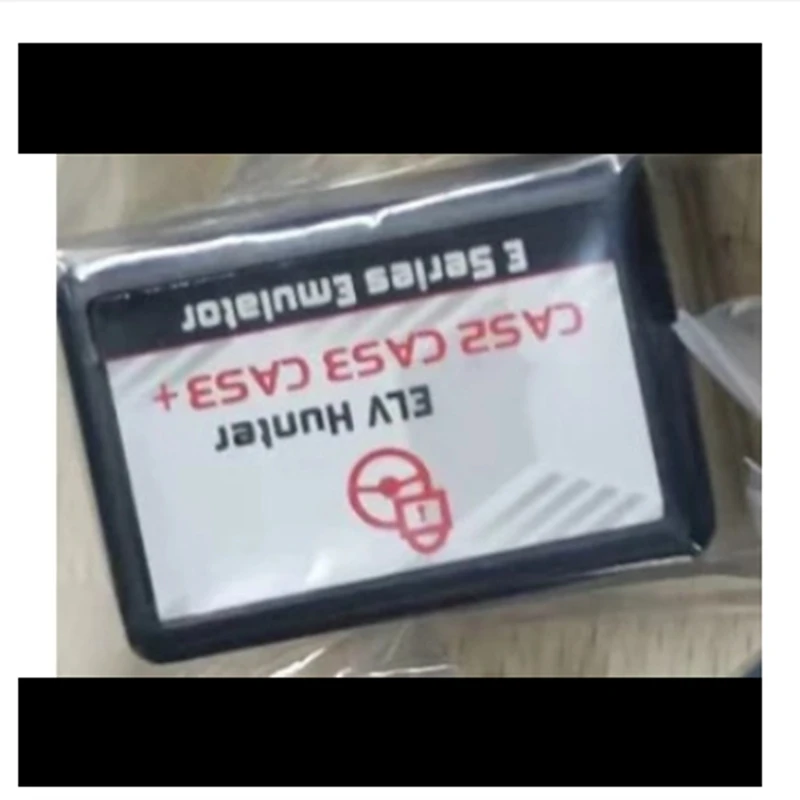 E Series Emulator
CAS2 CAS3 CAS3+
ELV Hunter